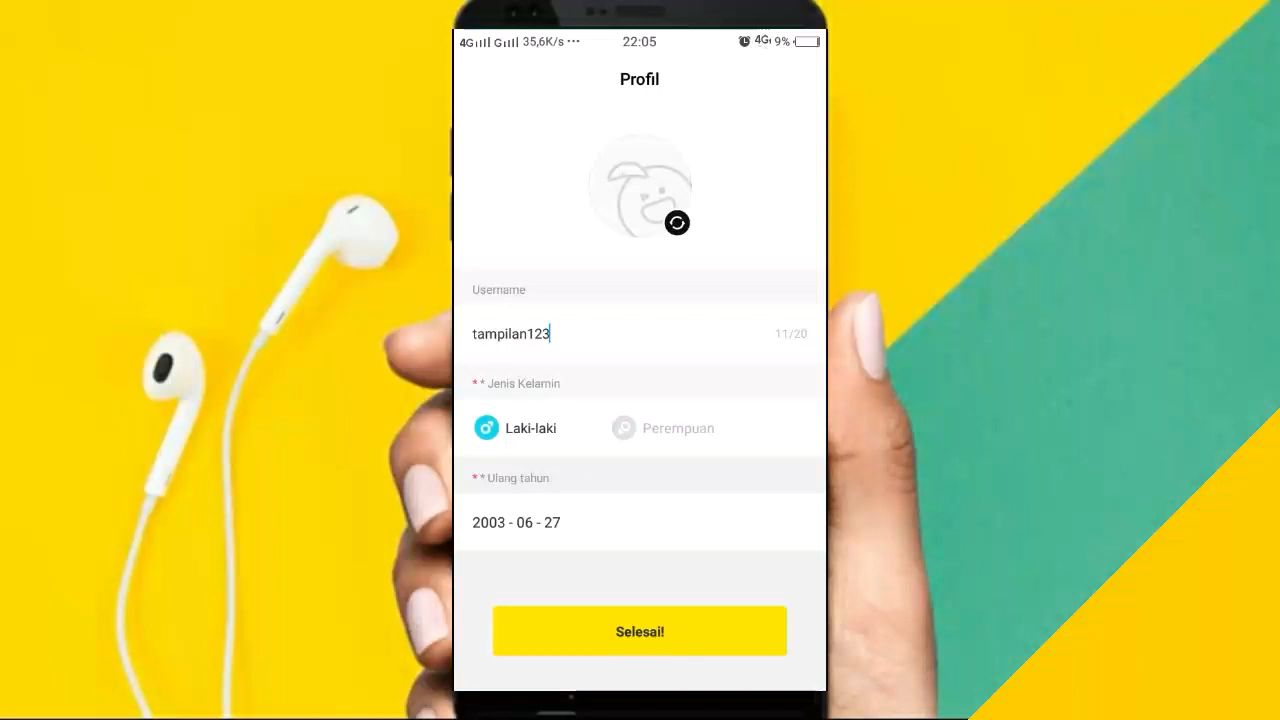 4G G 35,6K/s ··· 22:05 4G 9%
Profil
Username
tampilan123 11/20
* * Jenis Kelamin
Laki-laki Perempuan
* * Ulang tahun
2003 - 06 - 27
Selesai!